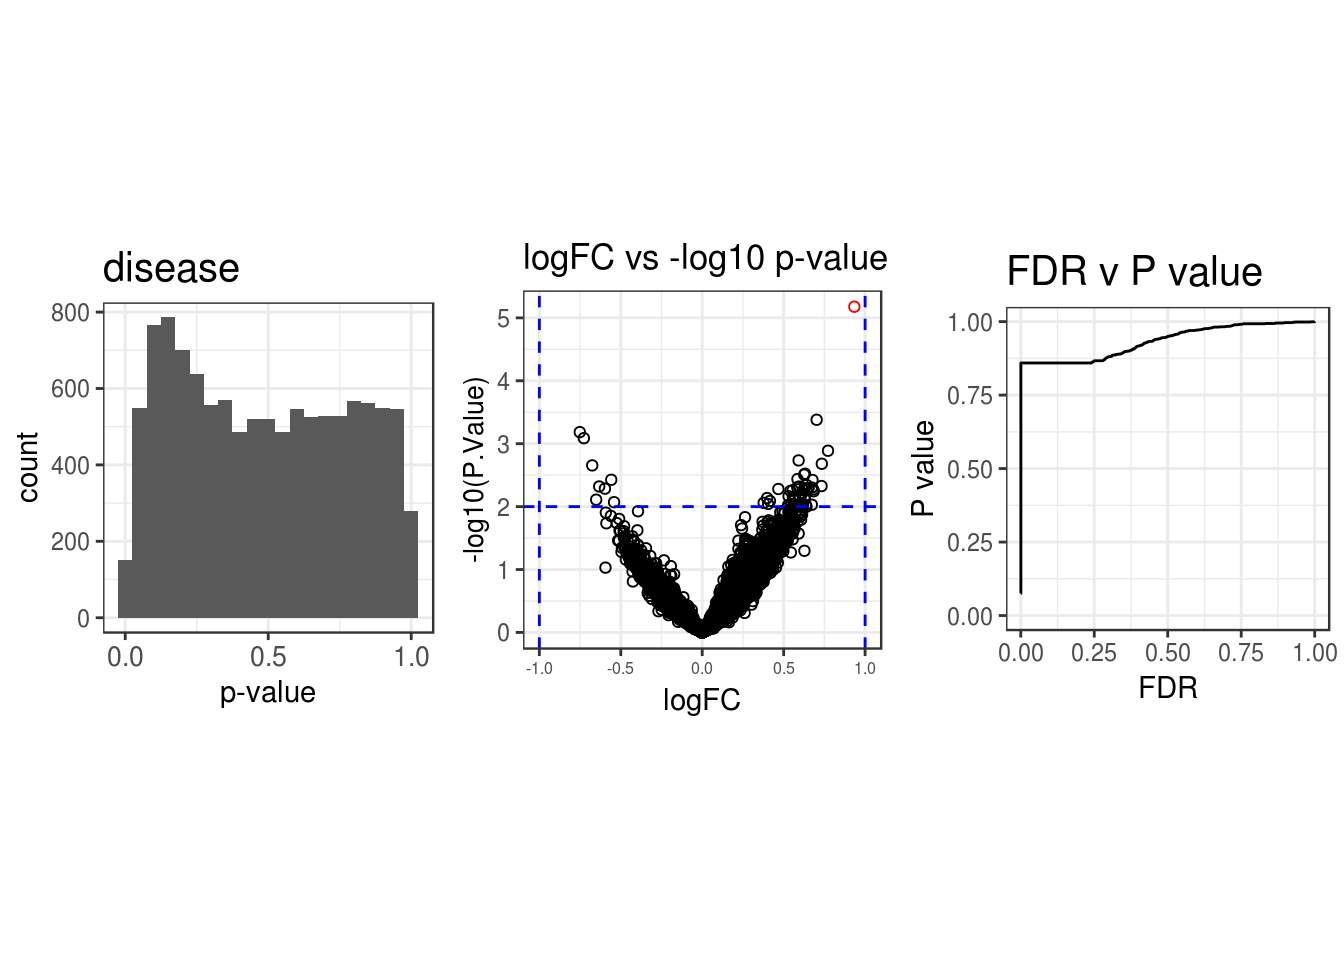 disease
800
600
400
200
0
count
0.0 0.5 1.0
p-value
logFC vs -log10 p-value
5
4
3
2
1
0
-log10(P.Value)
-1.0 -0.5 0.0 0.5 1.0
logFC
FDR v P value
1.00
0.75
0.50
0.25
0.00
P value
0.00 0.25 0.50 0.75 1.00
FDR